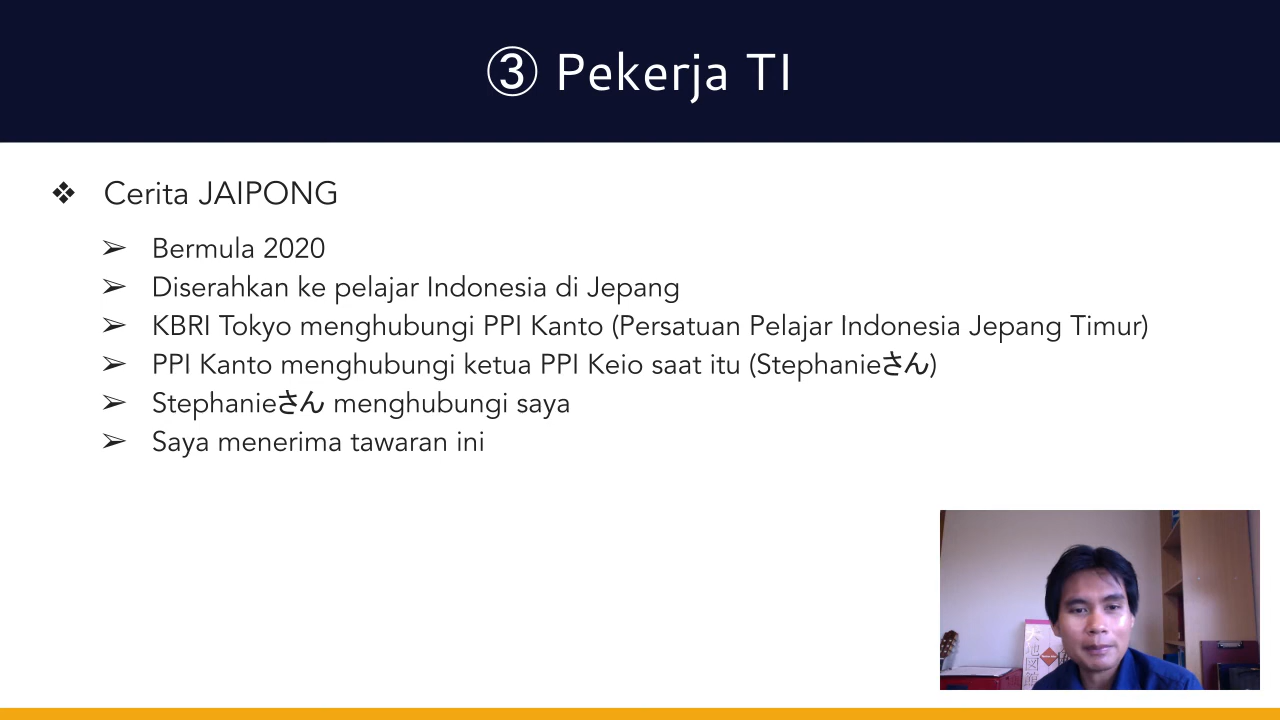 ③ Pekerja TI
❖ Cerita JAIPONG
➢ Bermula 2020
➢ Diserahkan ke pelajar Indonesia di Jepang
➢ KBRI Tokyo menghubungi PPI Kanto (Persatuan Pelajar Indonesia Jepang Timur)
➢ PPI Kanto menghubungi ketua PPI Keio saat itu (Stephanieさん)
➢ Stephanieさん menghubungi saya
➢ Saya menerima tawaran ini